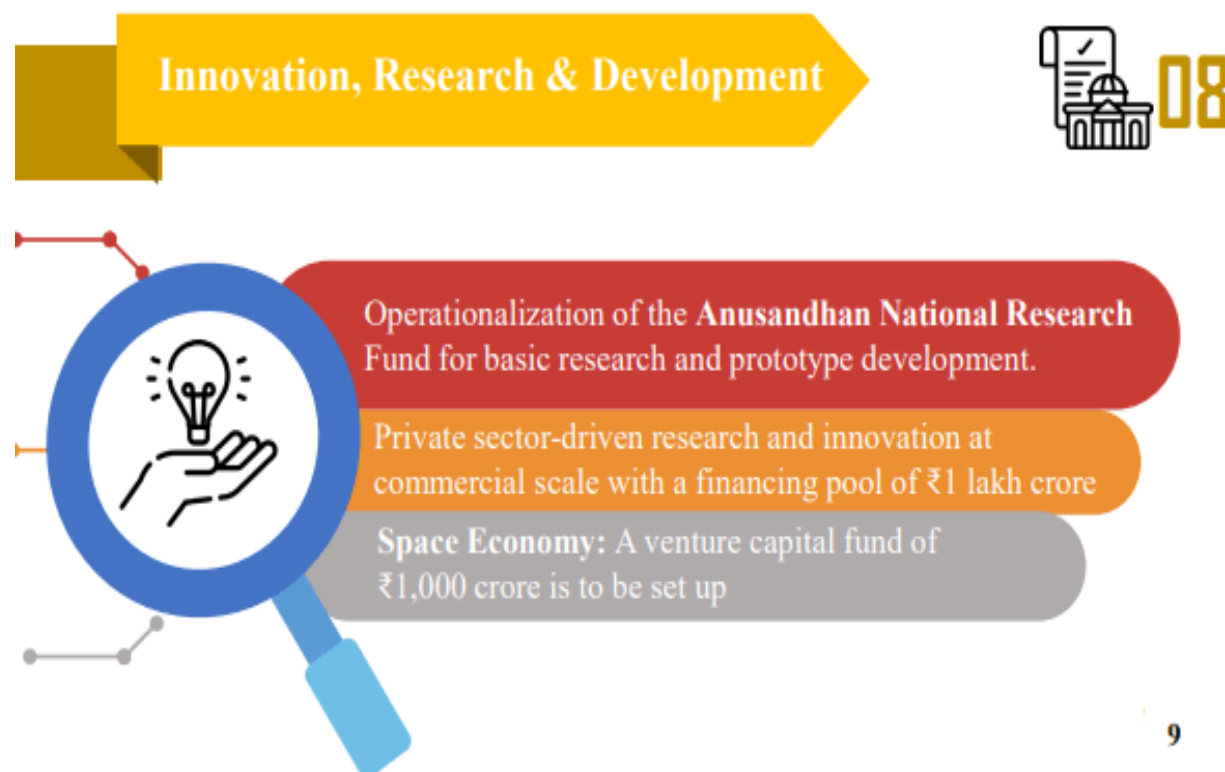 Innovation, Research & Development
08
Operationalization of the Anusandhan National Research
Fund for basic research and prototype development.
Private sector-driven research and innovation at
commercial scale with a financing pool of ₹1 lakh crore
Space Economy: A venture capital fund of
₹1,000 crore is to be set up
9